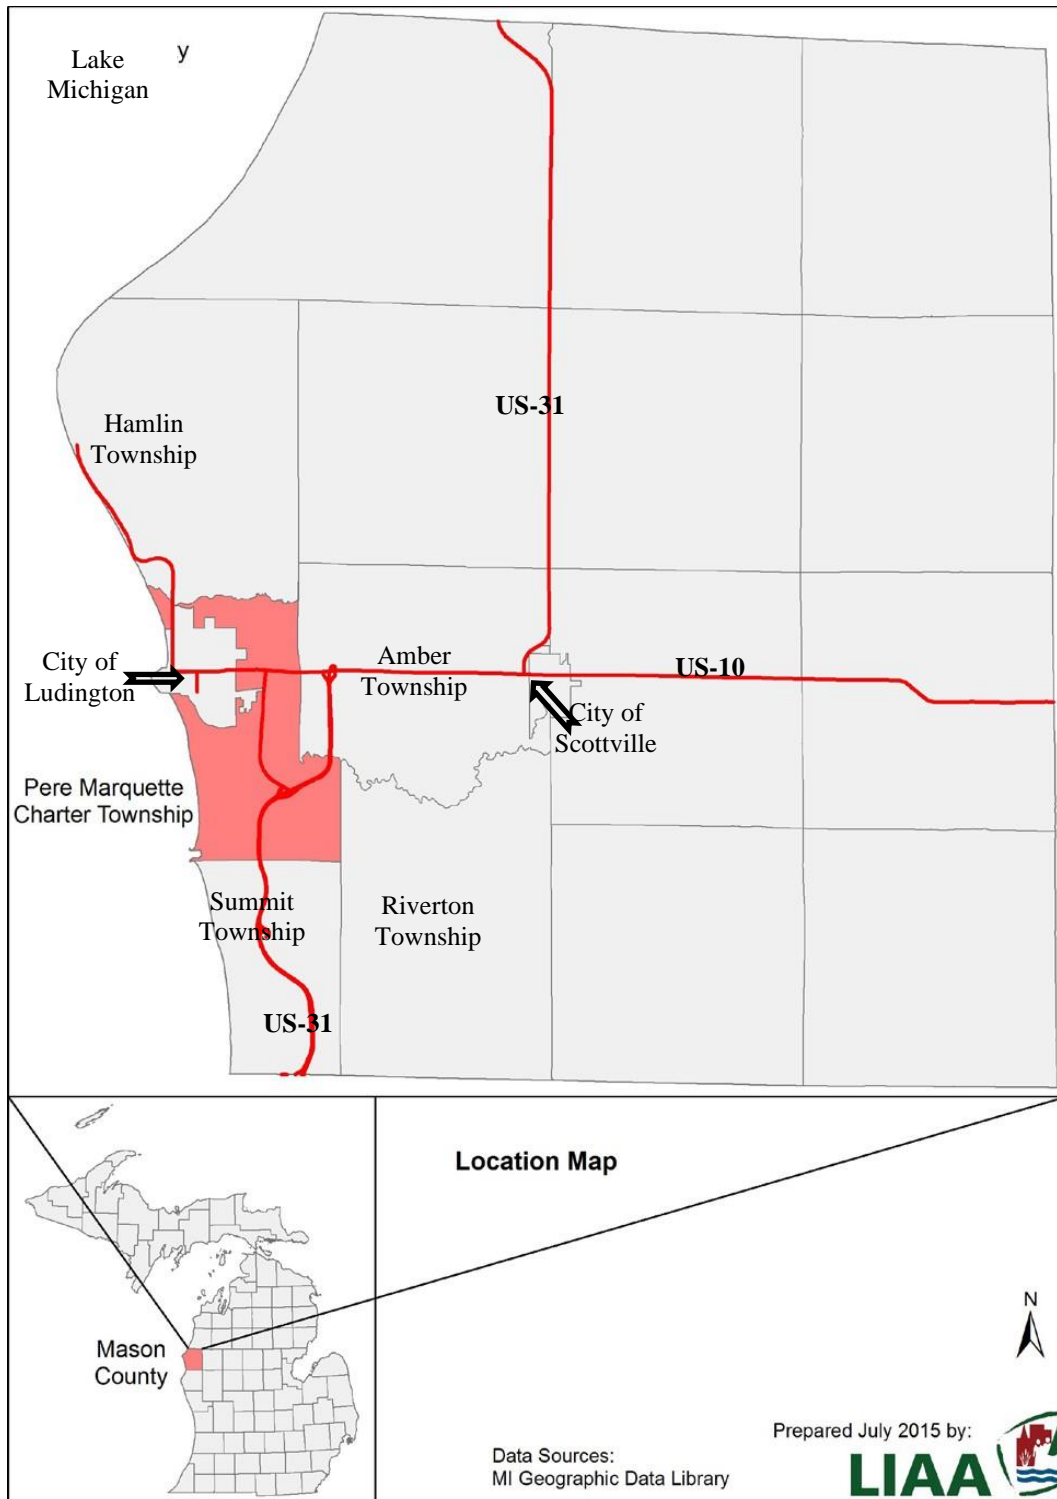 Lake
Michigan
y
Hamlin
Township
US-31
City of
Ludington
Amber
Township
US-10
City of
Scottville
Pere Marquette
Charter Township
Summit
Township
Riverton
Township
US-31
Location Map
Mason
County
N
Data Sources:
MI Geographic Data Library
Prepared July 2015 by:
LIAA